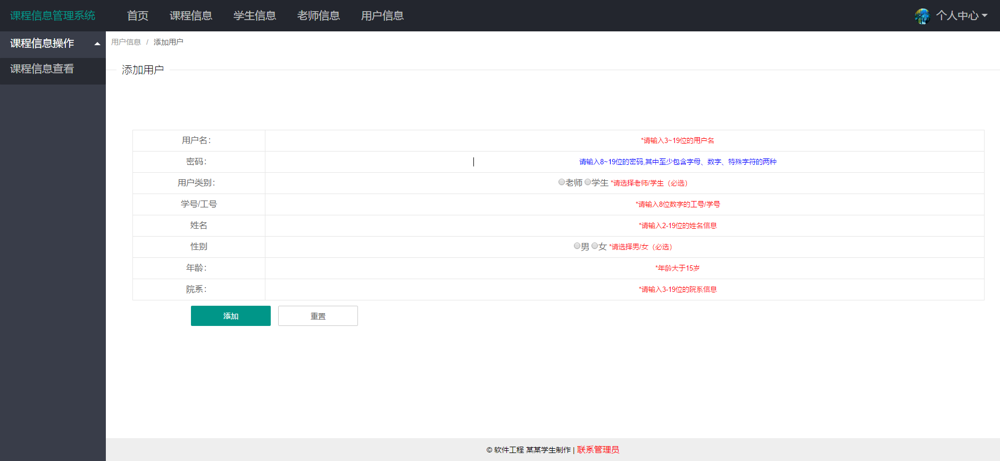 课程信息管理系统 首页 课程信息 学生信息 老师信息 用户信息 个人中心
课程信息操作
课程信息查看
用户信息 / 添加用户
添加用户
用户名： *请输入3~19位的用户名
密码： 请输入8~19位的密码,其中至少包含字母、数字、特殊字符的两种
用户类别： 老师 学生 *请选择老师/学生（必选）
学号/工号 *请输入8位数字的工号/学号
姓名 *请输入2-19位的姓名信息
性别 男 女 *请选择男/女（必选）
年龄： *年龄大于15岁
院系： *请输入3-19位的院系信息
添加 重置
© 软件工程 某某学生制作 | 联系管理员